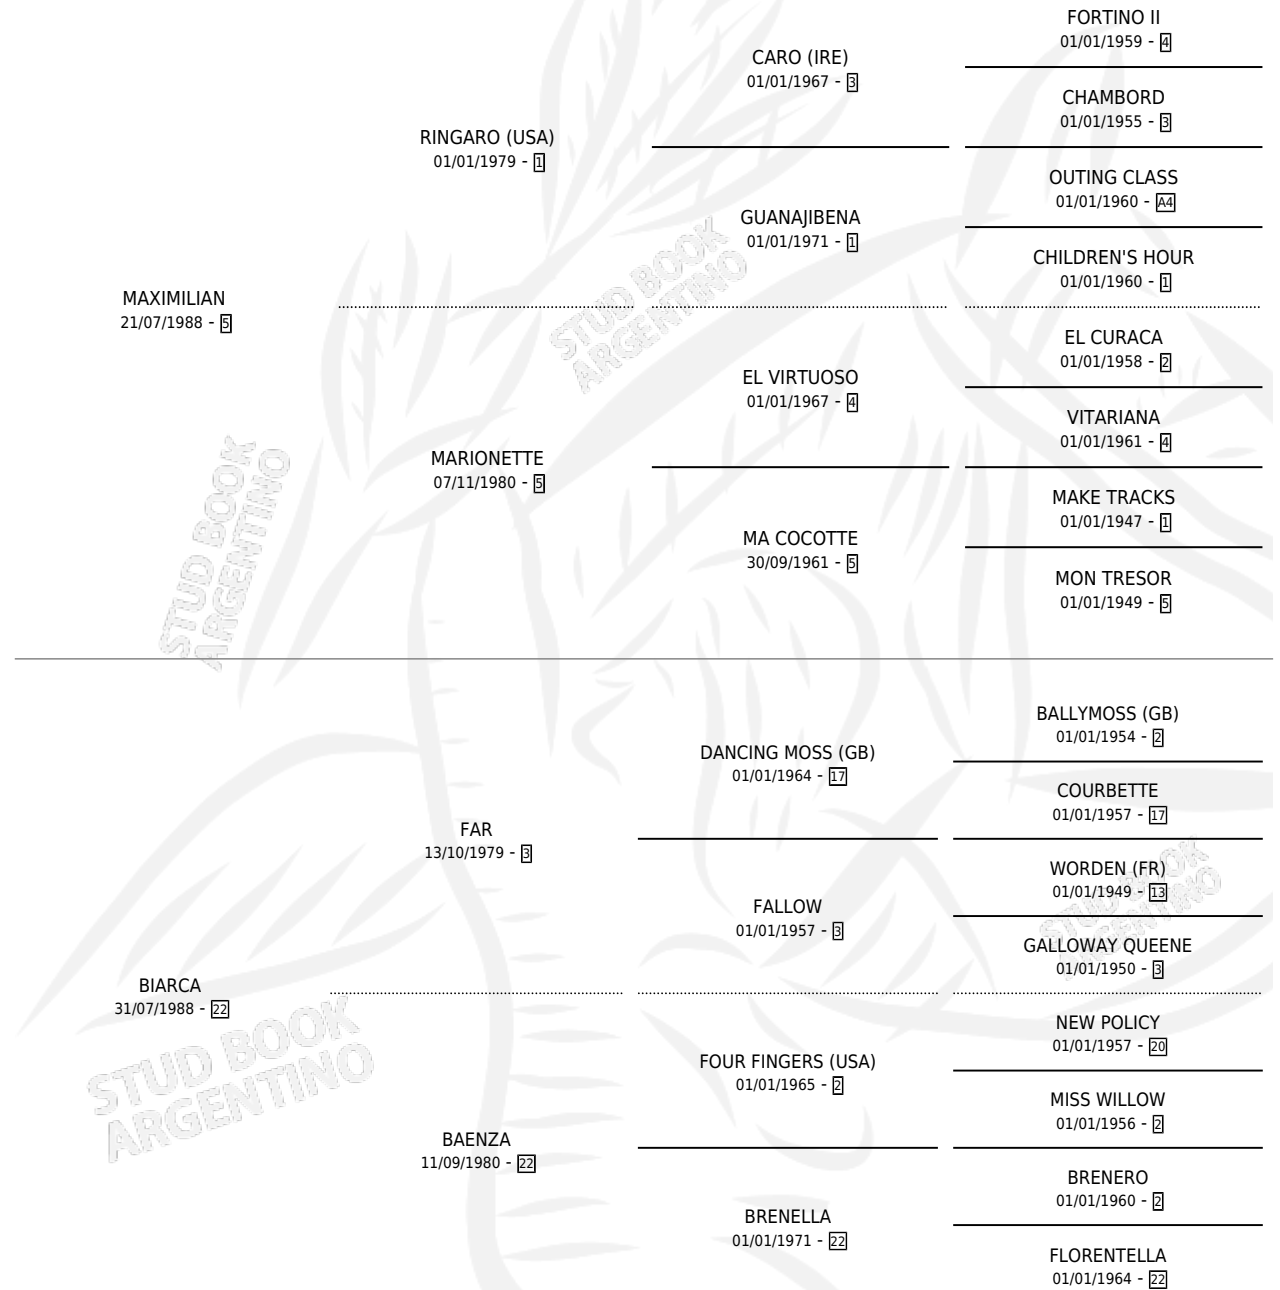 FORTINO II
01/01/1959 - 4
CARO (IRE)
01/01/1967 - 3
CHAMBORD
01/01/1955 - 3
RINGARO (USA)
01/01/1979 - 1
OUTING CLASS
01/01/1960 - A4
GUANAJIBENA
01/01/1971 - 1
CHILDREN'S HOUR
01/01/1960 - 1
MAXIMILIAN
21/07/1988 - 5
EL CURACA
01/01/1958 - 2
EL VIRTUOSO
01/01/1967 - 4
VITARIANA
01/01/1961 - 4
MARIONETTE
07/11/1980 - 5
MAKE TRACKS
01/01/1947 - 1
MA COCOTTE
30/09/1961 - 5
MON TRESOR
01/01/1949 - 5
BALLYMOSS (GB)
01/01/1954 - 2
DANCING MOSS (GB)
01/01/1964 - 17
COURBETTE
01/01/1957 - 17
FAR
13/10/1979 - 3
WORDEN (FR)
01/01/1949 - 13
FALLOW
01/01/1957 - 3
GALLOWAY QUEENE
01/01/1950 - 3
BIARCA
31/07/1988 - 22
NEW POLICY
01/01/1957 - 20
FOUR FINGERS (USA)
01/01/1965 - 2
MISS WILLOW
01/01/1956 - 2
BAENZA
11/09/1980 - 22
BRENERO
01/01/1960 - 2
BRENELLA
01/01/1971 - 22
FLORENTELLA
01/01/1964 - 22
STUD BOOK
ARGENTINO
STUD BOOK
ARGENTINO
STUD BOOK
ARGENTINO
STUD BOOK
ARGENTINO